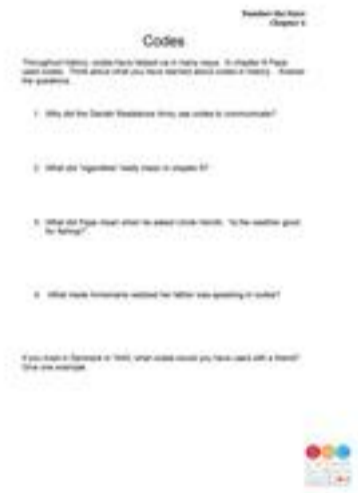 Number the Stars
Chapter 6
Codes
Throughout history, codes have helped us in many ways. In chapter 6 Papa
used codes. Think about what you have learned about codes in history. Answer
the questions.
1. Why did the Danish Resistance Army use codes to communicate?
2. What did "cigarettes" really mean in chapter 6?
3. What did Papa mean when he asked Uncle Henrik, "Is the weather good
for fishing?"
4. What made Annemarie realized her father was speaking in codes?
If you lived in Denmark in 1943, what codes would you have used with a friend?
Give one example.